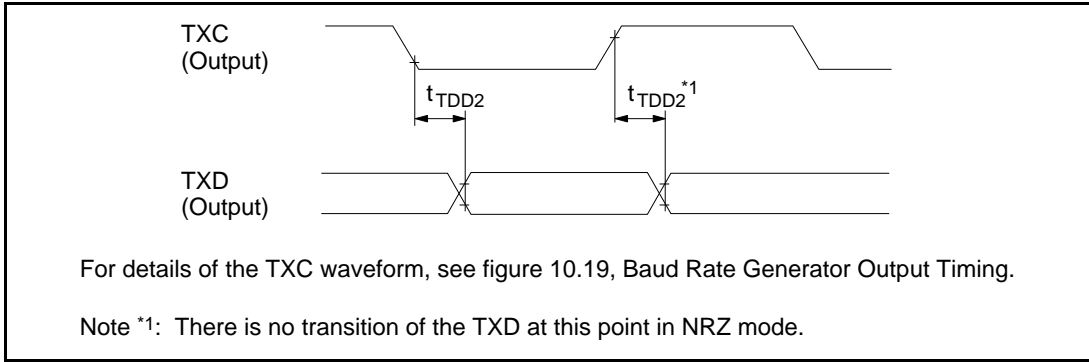 TXC
(Output)
tTDD2
tTDD2*1
TXD
(Output)
For details of the TXC waveform, see figure 10.19, Baud Rate Generator Output Timing.
Note *1: There is no transition of the TXD at this point in NRZ mode.